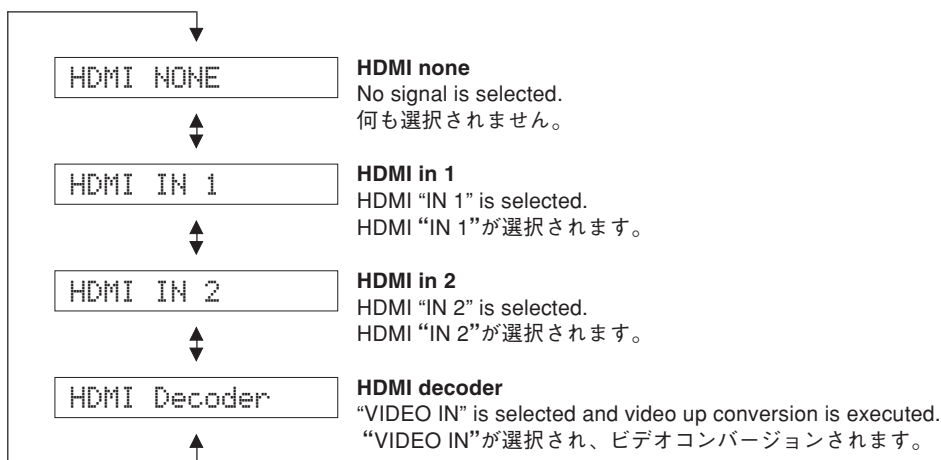 HDMI NONE
HDMI none
No signal is selected.
何も選択されません。
HDMI IN 1
HDMI in 1
HDMI “IN 1” is selected.
HDMI “IN 1”が選択されます。
HDMI IN 2
HDMI in 2
HDMI “IN 2” is selected.
HDMI “IN 2”が選択されます。
HDMI Decoder
HDMI decoder
“VIDEO IN” is selected and video up conversion is executed.
“VIDEO IN”が選択され、ビデオコンバージョンされます。